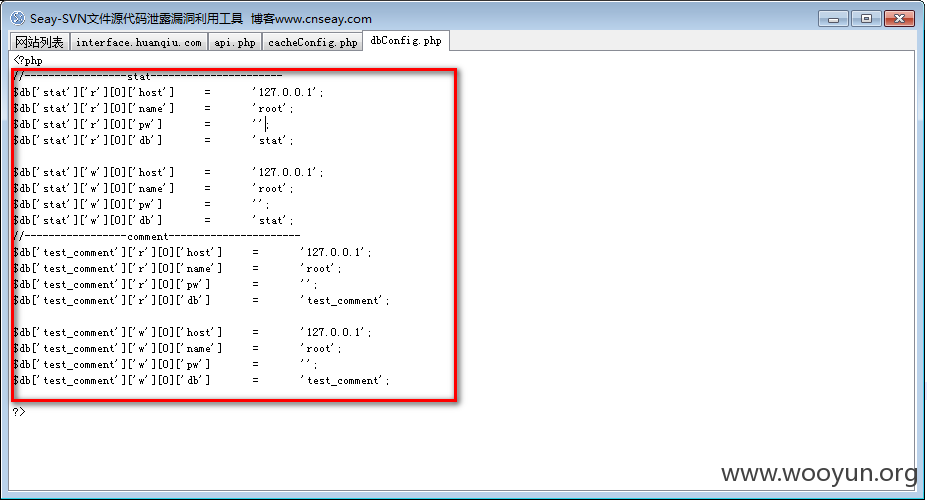 Seay-SVN文件源代码泄露漏洞利用工具 博客www.cnseay.com
网站列表 interface.huanqiu.com api.php cacheConfig.php dbConfig.php
<?php
//-----------------stat----------------------
$db['stat']['r'][0]['host'] = '127.0.0.1';
$db['stat']['r'][0]['name'] = 'root';
$db['stat']['r'][0]['pw'] = '';
$db['stat']['r'][0]['db'] = 'stat';
$db['stat']['w'][0]['host'] = '127.0.0.1';
$db['stat']['w'][0]['name'] = 'root';
$db['stat']['w'][0]['pw'] = '';
$db['stat']['w'][0]['db'] = 'stat';
//-----------------comment----------------------
$db['test_comment']['r'][0]['host'] = '127.0.0.1';
$db['test_comment']['r'][0]['name'] = 'root';
$db['test_comment']['r'][0]['pw'] = '';
$db['test_comment']['r'][0]['db'] = 'test_comment';
$db['test_comment']['w'][0]['host'] = '127.0.0.1';
$db['test_comment']['w'][0]['name'] = 'root';
$db['test_comment']['w'][0]['pw'] = '';
$db['test_comment']['w'][0]['db'] = 'test_comment';
?>
www.wooyun.org